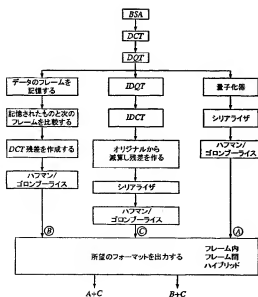 BSA
DCT
DQT
データのフレームを
記憶する
記憶されたものと次の
フレームを比較する
DCT 残差を作成する
ハフマン/
ゴロンブーライス
B
IDQT
IDCT
オリジナルから
減算し残差を作る
シリアライザ
ハフマン/
ゴロンブーライス
C
量子化器
シリアライザ
ハフマン/
ゴロンブーライス
A
所望のフォーマットを出力する
フレーム内
フレーム間
ハイブリッド
A+C
B+C